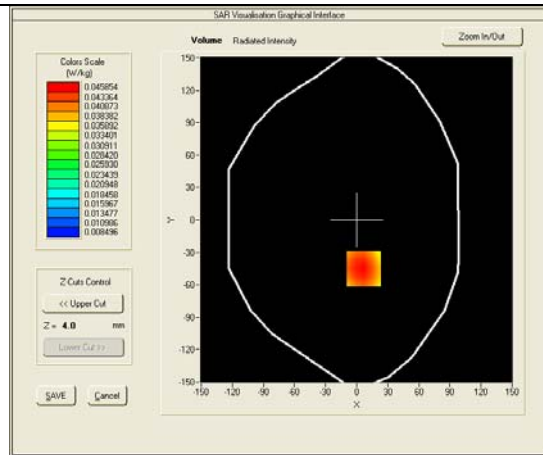 SAR Visualisation Graphical Interface
Volume Radiated Intensity
Zoom In/Out
Colors Scale
(W/kg)
0.045854
0.043364
0.040873
0.038382
0.035892
0.033401
0.030911
0.028420
0.025930
0.023439
0.020948
0.018458
0.015967
0.013477
0.010986
0.008496
Z Cuts Control
<< Upper Cut
Z = 4.0 mm
Lower Cut >>
SAVE
Cancel
150
120
90
60
30
0
-30
-60
-90
-120
-150
Y
-150 -120 -90 -60 -30 0 30 60 90 120 150
X